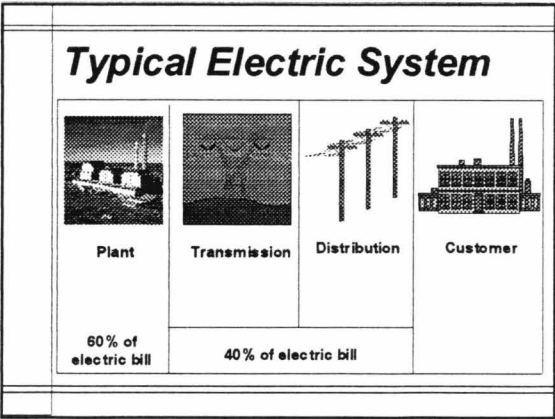 Typical Electric System
Plant
Transmission
Distribution
Customer
60% of
electric bill
40% of electric bill